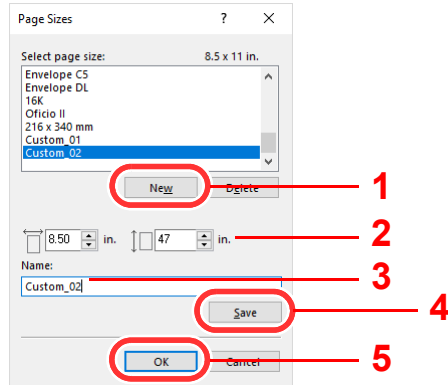 Page Sizes ? ×
Select page size: 8.5 x 11 in.
Envelope C5
Envelope DL
16K
Oficio II
216 x 340 mm
Custom_01
Custom_02
New Delete 1
8.50 in. 47 in. 2
Name: 3
Custom_02
Save 4
OK Cancel 5